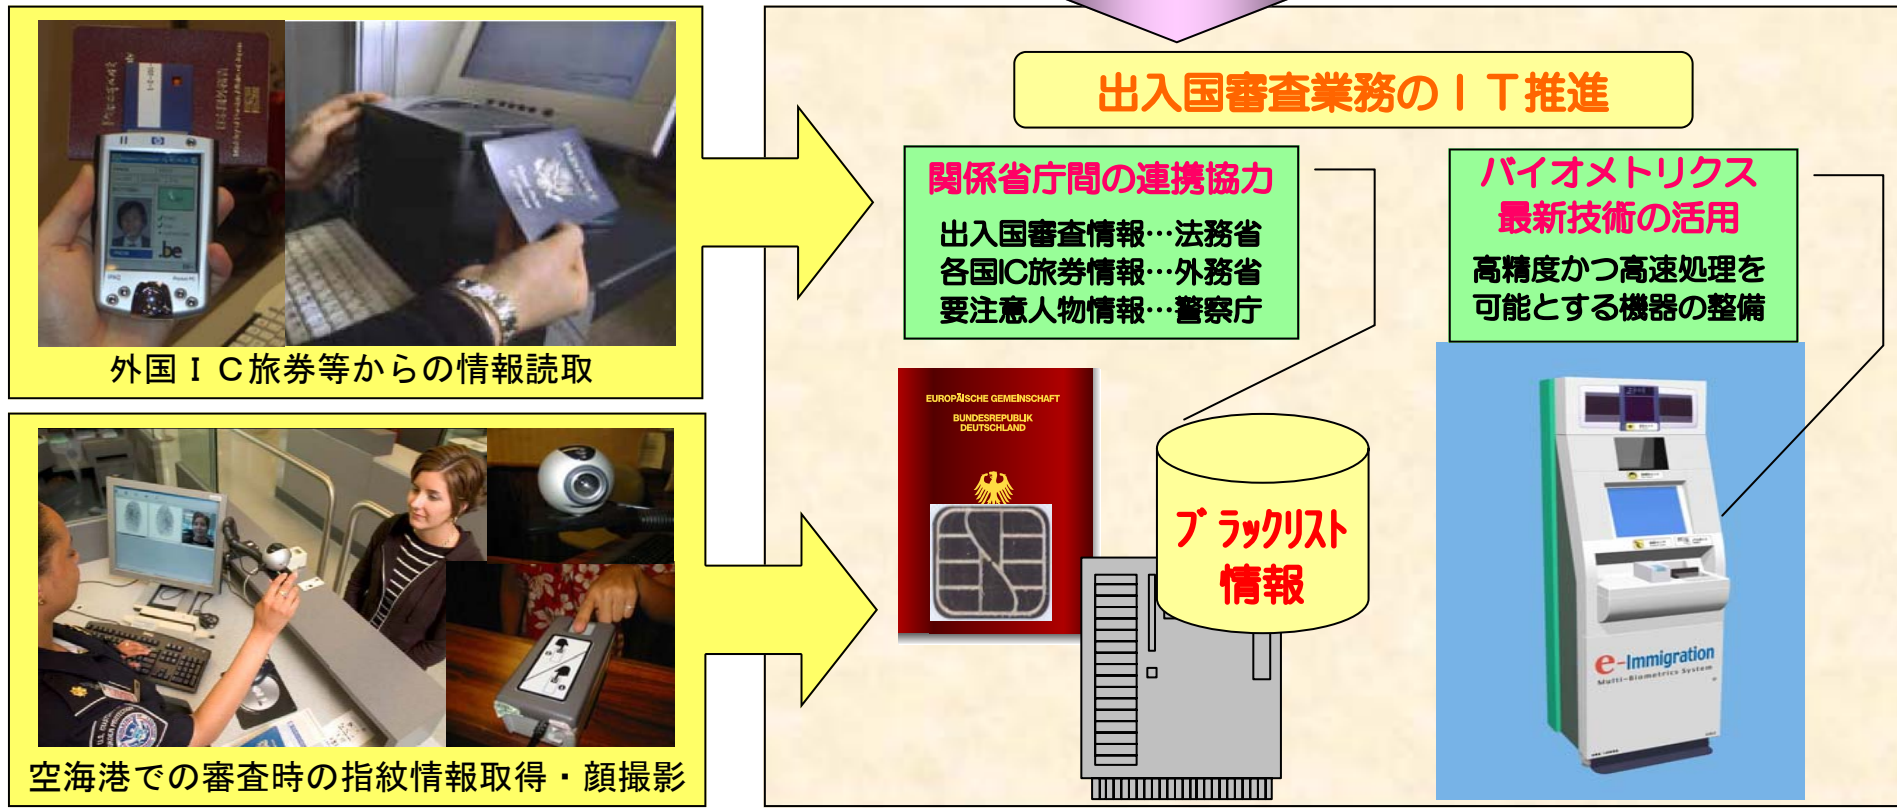 外国ＩＣ旅券等からの情報読取
空海港での審査時の指紋情報取得・顔撮影
出入国審査業務のＩＴ推進
関係省庁間の連携協力
出入国審査情報…法務省
各国IC旅券情報…外務省
要注意人物情報…警察庁
バイオメトリクス
最新技術の活用
高精度かつ高速処理を
可能とする機器の整備
EUROPÄISCHE GEMEINSCHAFT
BUNDESREPUBLIK
DEUTSCHLAND
ブラックリスト
情報
e-Immigration
Multi-Biometrics System
.be
PASSPORT